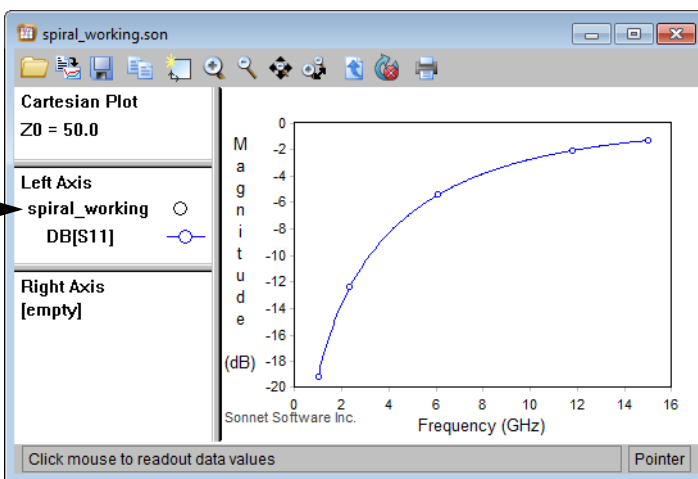 spiral_working.son
Cartesian Plot
Z0 = 50.0
Left Axis
spiral_working
DB[S11]
Right Axis
[empty]
Magnitude
(dB)
0
-2
-4
-6
-8
-10
-12
-14
-16
-18
-20
0 2 4 6 8 10 12 14 16
Sonnet Software Inc.
Frequency (GHz)
Click mouse to readout data values
Pointer